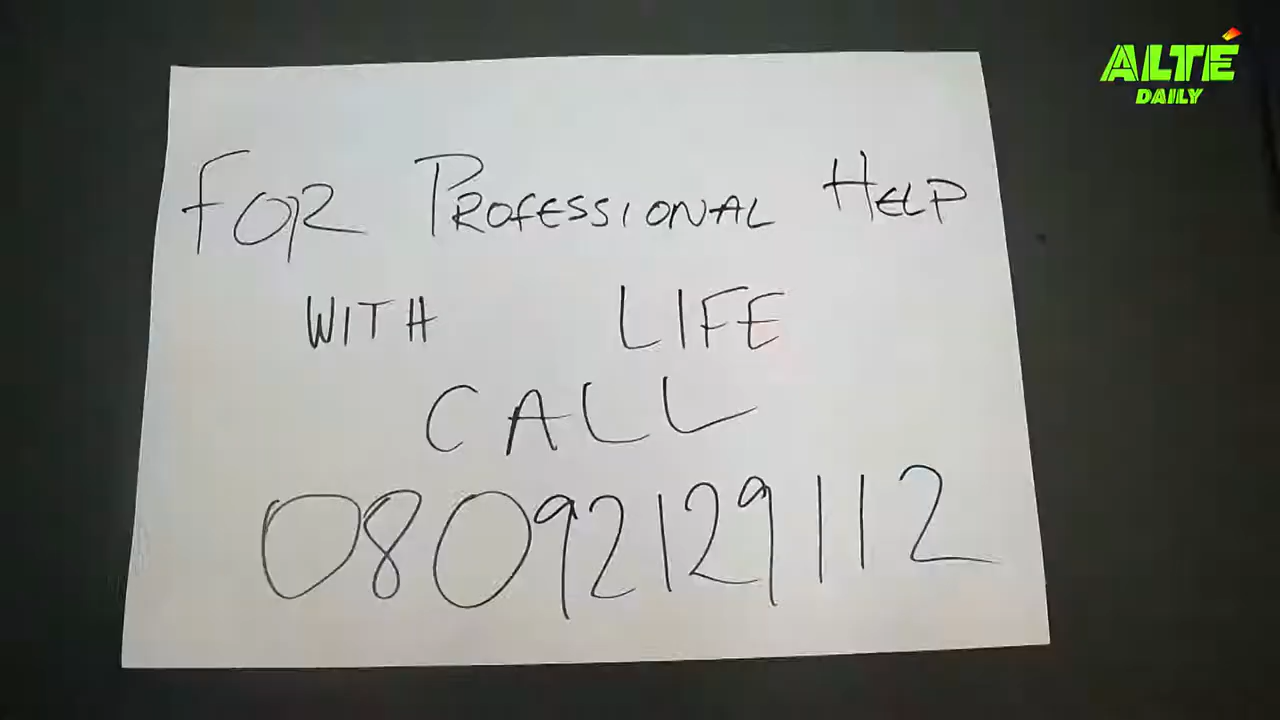 ALTÉ
DAILY
FOR PROFESSIONAL HELP
WITH LIFE
CALL
08092129112